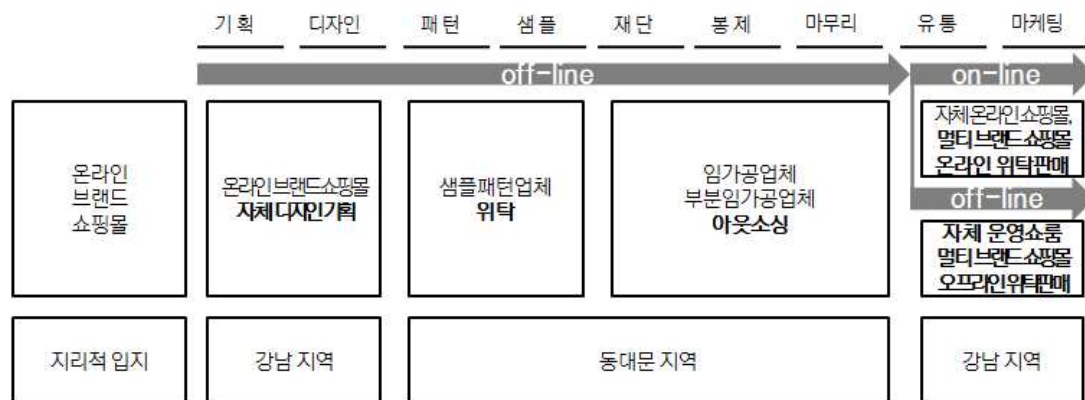 기 획 디자인 패 턴 샘 플 재 단 봉 제 마무리 유 통 마케팅
off-line on-line
온라인
브랜드
쇼핑몰
온라인브랜드쇼핑몰
자체디자인기획
샘플패턴업체
위탁
임가공업체
부분임가공업체
아웃소싱
자체온라인쇼핑몰,
멀티브랜드쇼핑몰
온라인 위탁판매
off-line
자체 운영쇼룸
멀티브랜드쇼핑몰
오프라인위탁판매
지리적 입지 강남 지역 동대문 지역 강남 지역